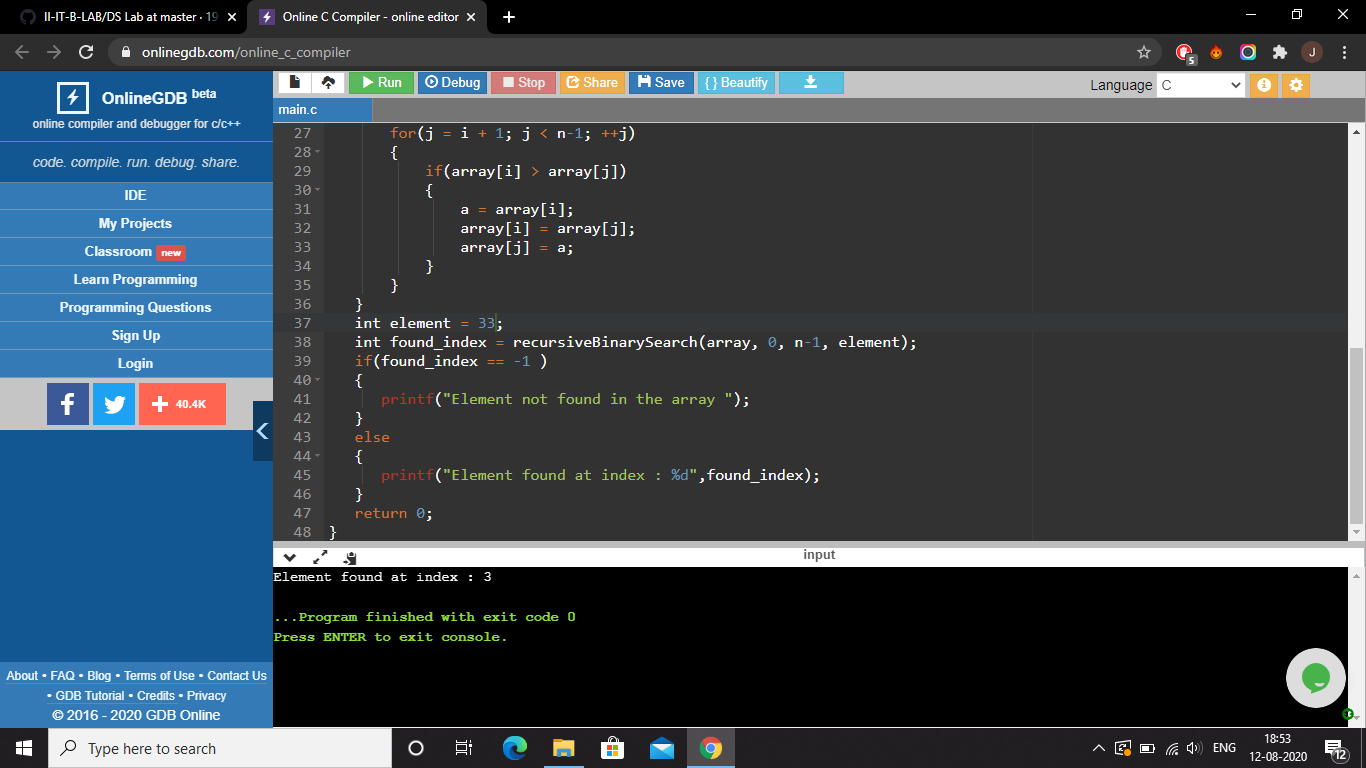 II-IT-B-LAB/DS Lab at master · 19
Online C Compiler - online editor
onlinegdb.com/online_c_compiler
5
J
OnlineGDB beta
online compiler and debugger for c/c++
code. compile. run. debug. share.
IDE
My Projects
Classroom new
Learn Programming
Programming Questions
Sign Up
Login
40.4K
About • FAQ • Blog • Terms of Use • Contact Us
• GDB Tutorial • Credits • Privacy
© 2016 - 2020 GDB Online
Run Debug Stop Share Save { } Beautify Language C
main.c
27 for(j = i + 1; j < n-1; ++j)
28 {
29 if(array[i] > array[j])
30 {
31 a = array[i];
32 array[i] = array[j];
33 array[j] = a;
34 }
35 }
36 }
37 int element = 33;
38 int found_index = recursiveBinarySearch(array, 0, n-1, element);
39 if(found_index == -1 )
40 {
41 printf("Element not found in the array ");
42 }
43 else
44 {
45 printf("Element found at index : %d",found_index);
46 }
47 return 0;
48 }
input
Element found at index : 3
...Program finished with exit code 0
Press ENTER to exit console.
Type here to search
ENG
18:53
12-08-2020
12